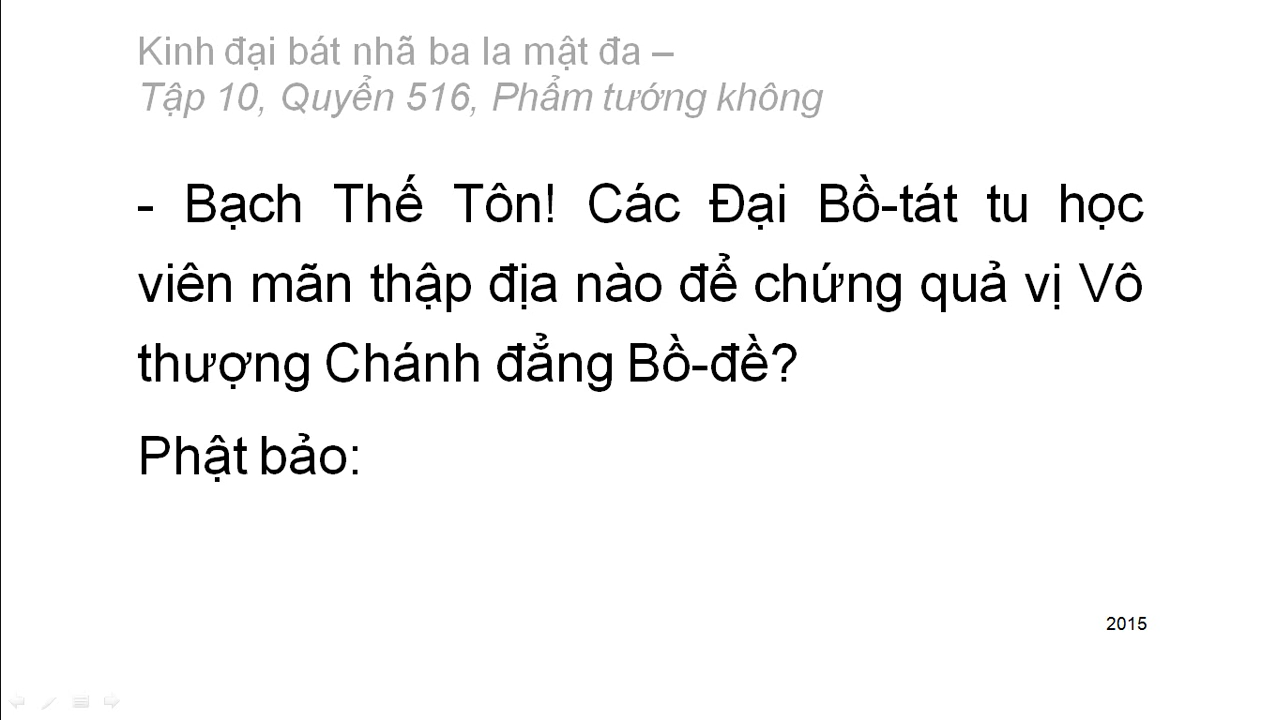 Kinh đại bát nhã ba la mật đa –
Tập 10, Quyển 516, Phẩm tướng không
- Bạch Thế Tôn! Các Đại Bồ-tát tu học
viên mãn thập địa nào để chứng quả vị Vô
thượng Chánh đẳng Bồ-đề?
Phật bảo:
2015